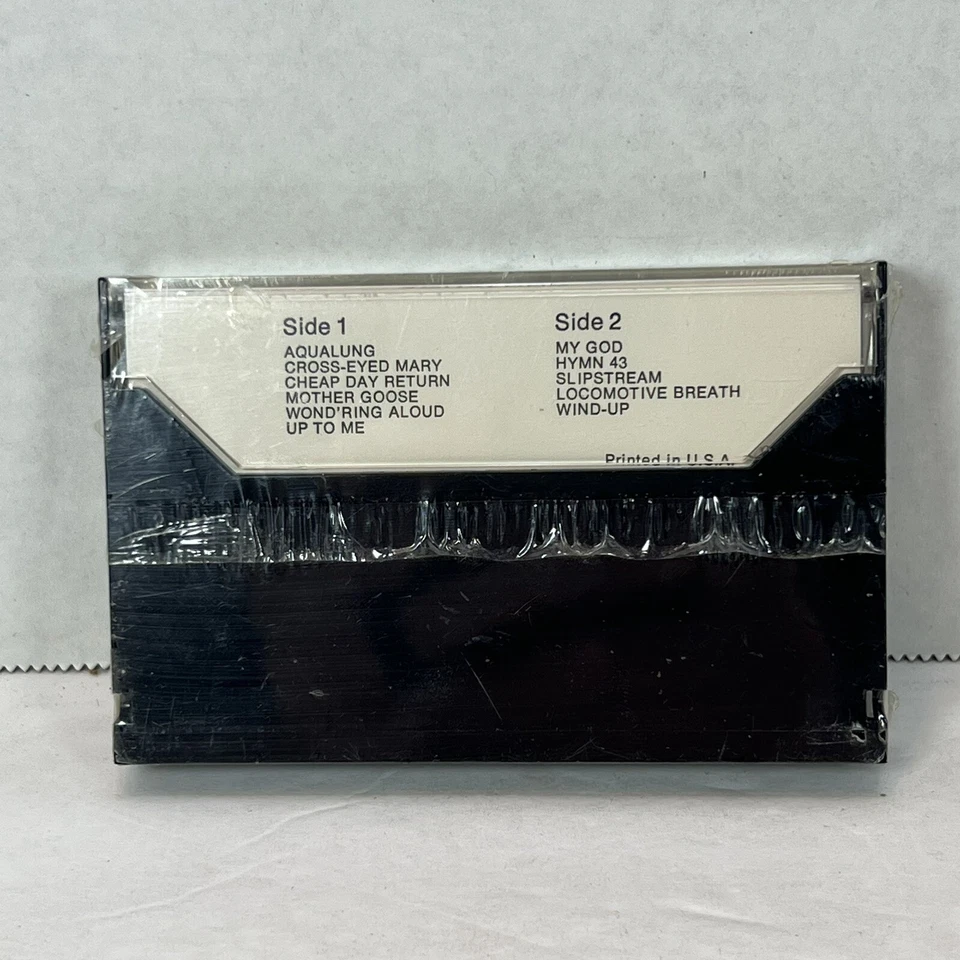 Side 1
AQUALUNG
CROSS-EYED MARY
CHEAP DAY RETURN
MOTHER GOOSE
WOND'RING ALOUD
UP TO ME
Side 2
MY GOD
HYMN 43
SLIPSTREAM
LOCOMOTIVE BREATH
WIND-UP
Printed in U.S.A.